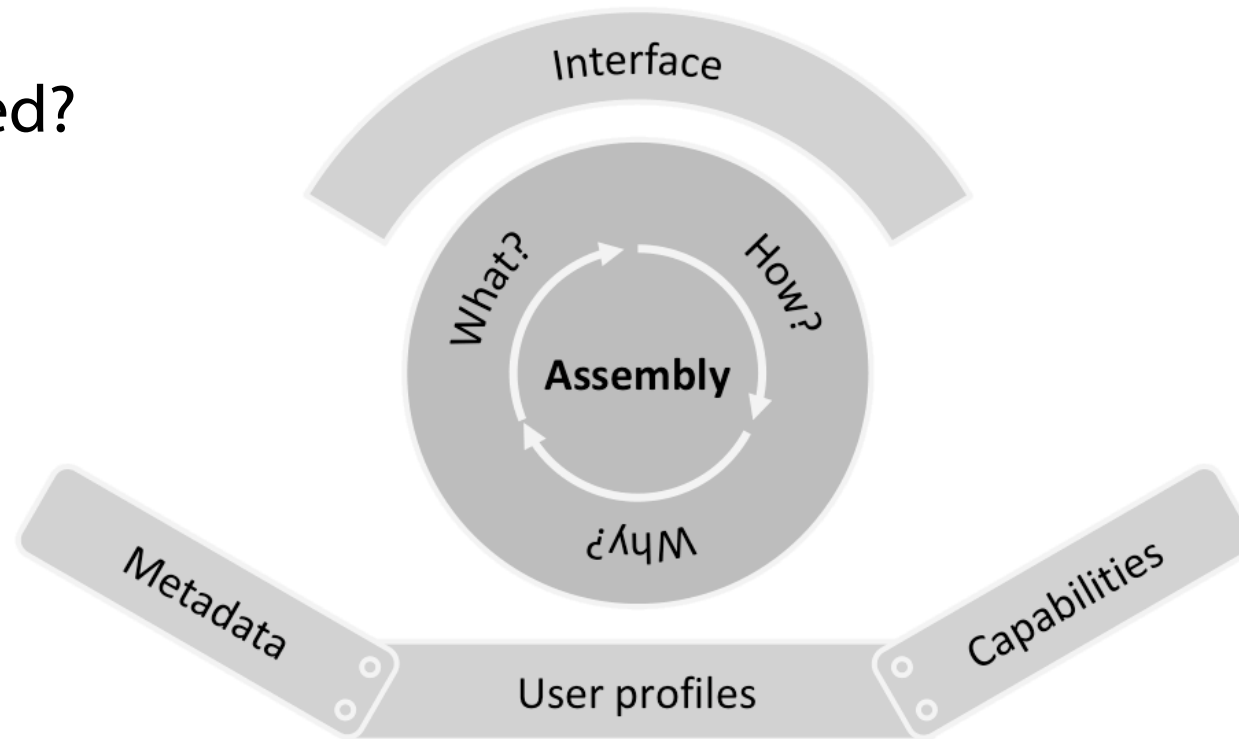 Interface
ed?
What?
How?
Assembly
Why?
Metadata
Capabilities
User profiles